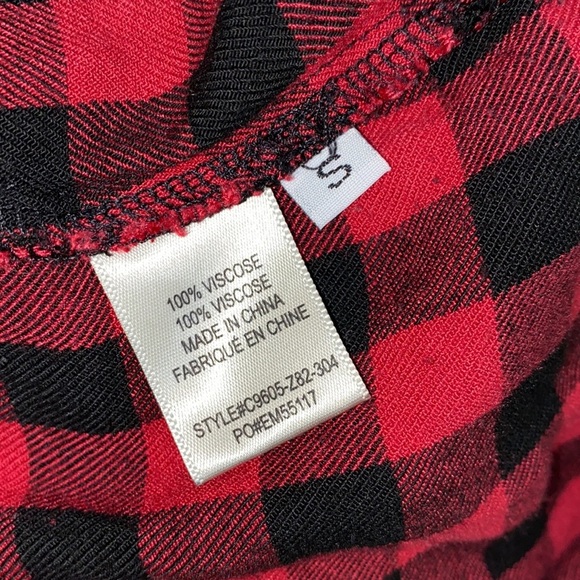 S
100% VISCOSE
100% VISCOSE
MADE IN CHINA
FABRIQUÉ EN CHINE
STYLE#C9605-Z82-304
PO#EM55117